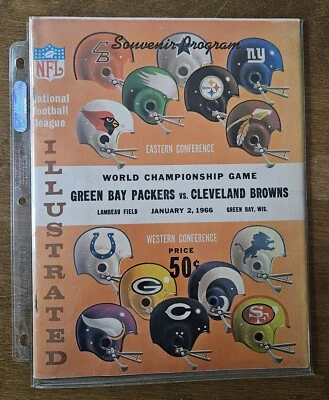 Souvenir Program
NFL
National
Football
League
ILLUSTRATED
EASTERN CONFERENCE
WORLD CHAMPIONSHIP GAME
GREEN BAY PACKERS vs. CLEVELAND BROWNS
LAMBEAU FIELD JANUARY 2, 1966 GREEN BAY, WIS.
WESTERN CONFERENCE
PRICE
50¢
CB
ny
G
C
SF